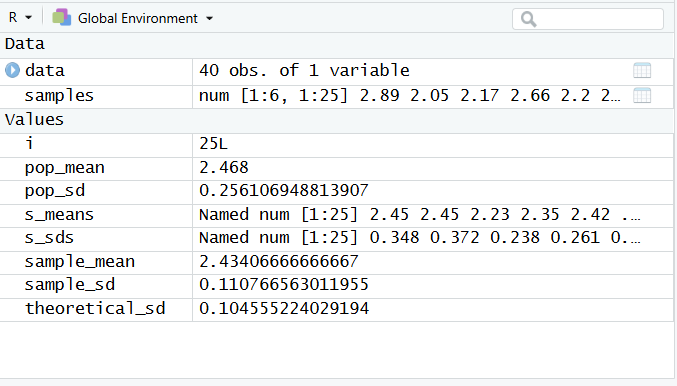 R Global Environment
Data
data 40 obs. of 1 variable
samples num [1:6, 1:25] 2.89 2.05 2.17 2.66 2.2 2…
Values
i 25L
pop_mean 2.468
pop_sd 0.256106948813907
s_means Named num [1:25] 2.45 2.45 2.23 2.35 2.42 .…
s_sds Named num [1:25] 0.348 0.372 0.238 0.261 0.…
sample_mean 2.43406666666667
sample_sd 0.110766563011955
theoretical_sd 0.104555224029194